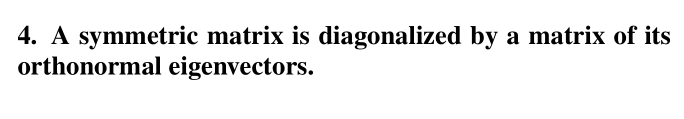 4. A symmetric matrix is diagonalized by a matrix of its
orthonormal eigenvectors.